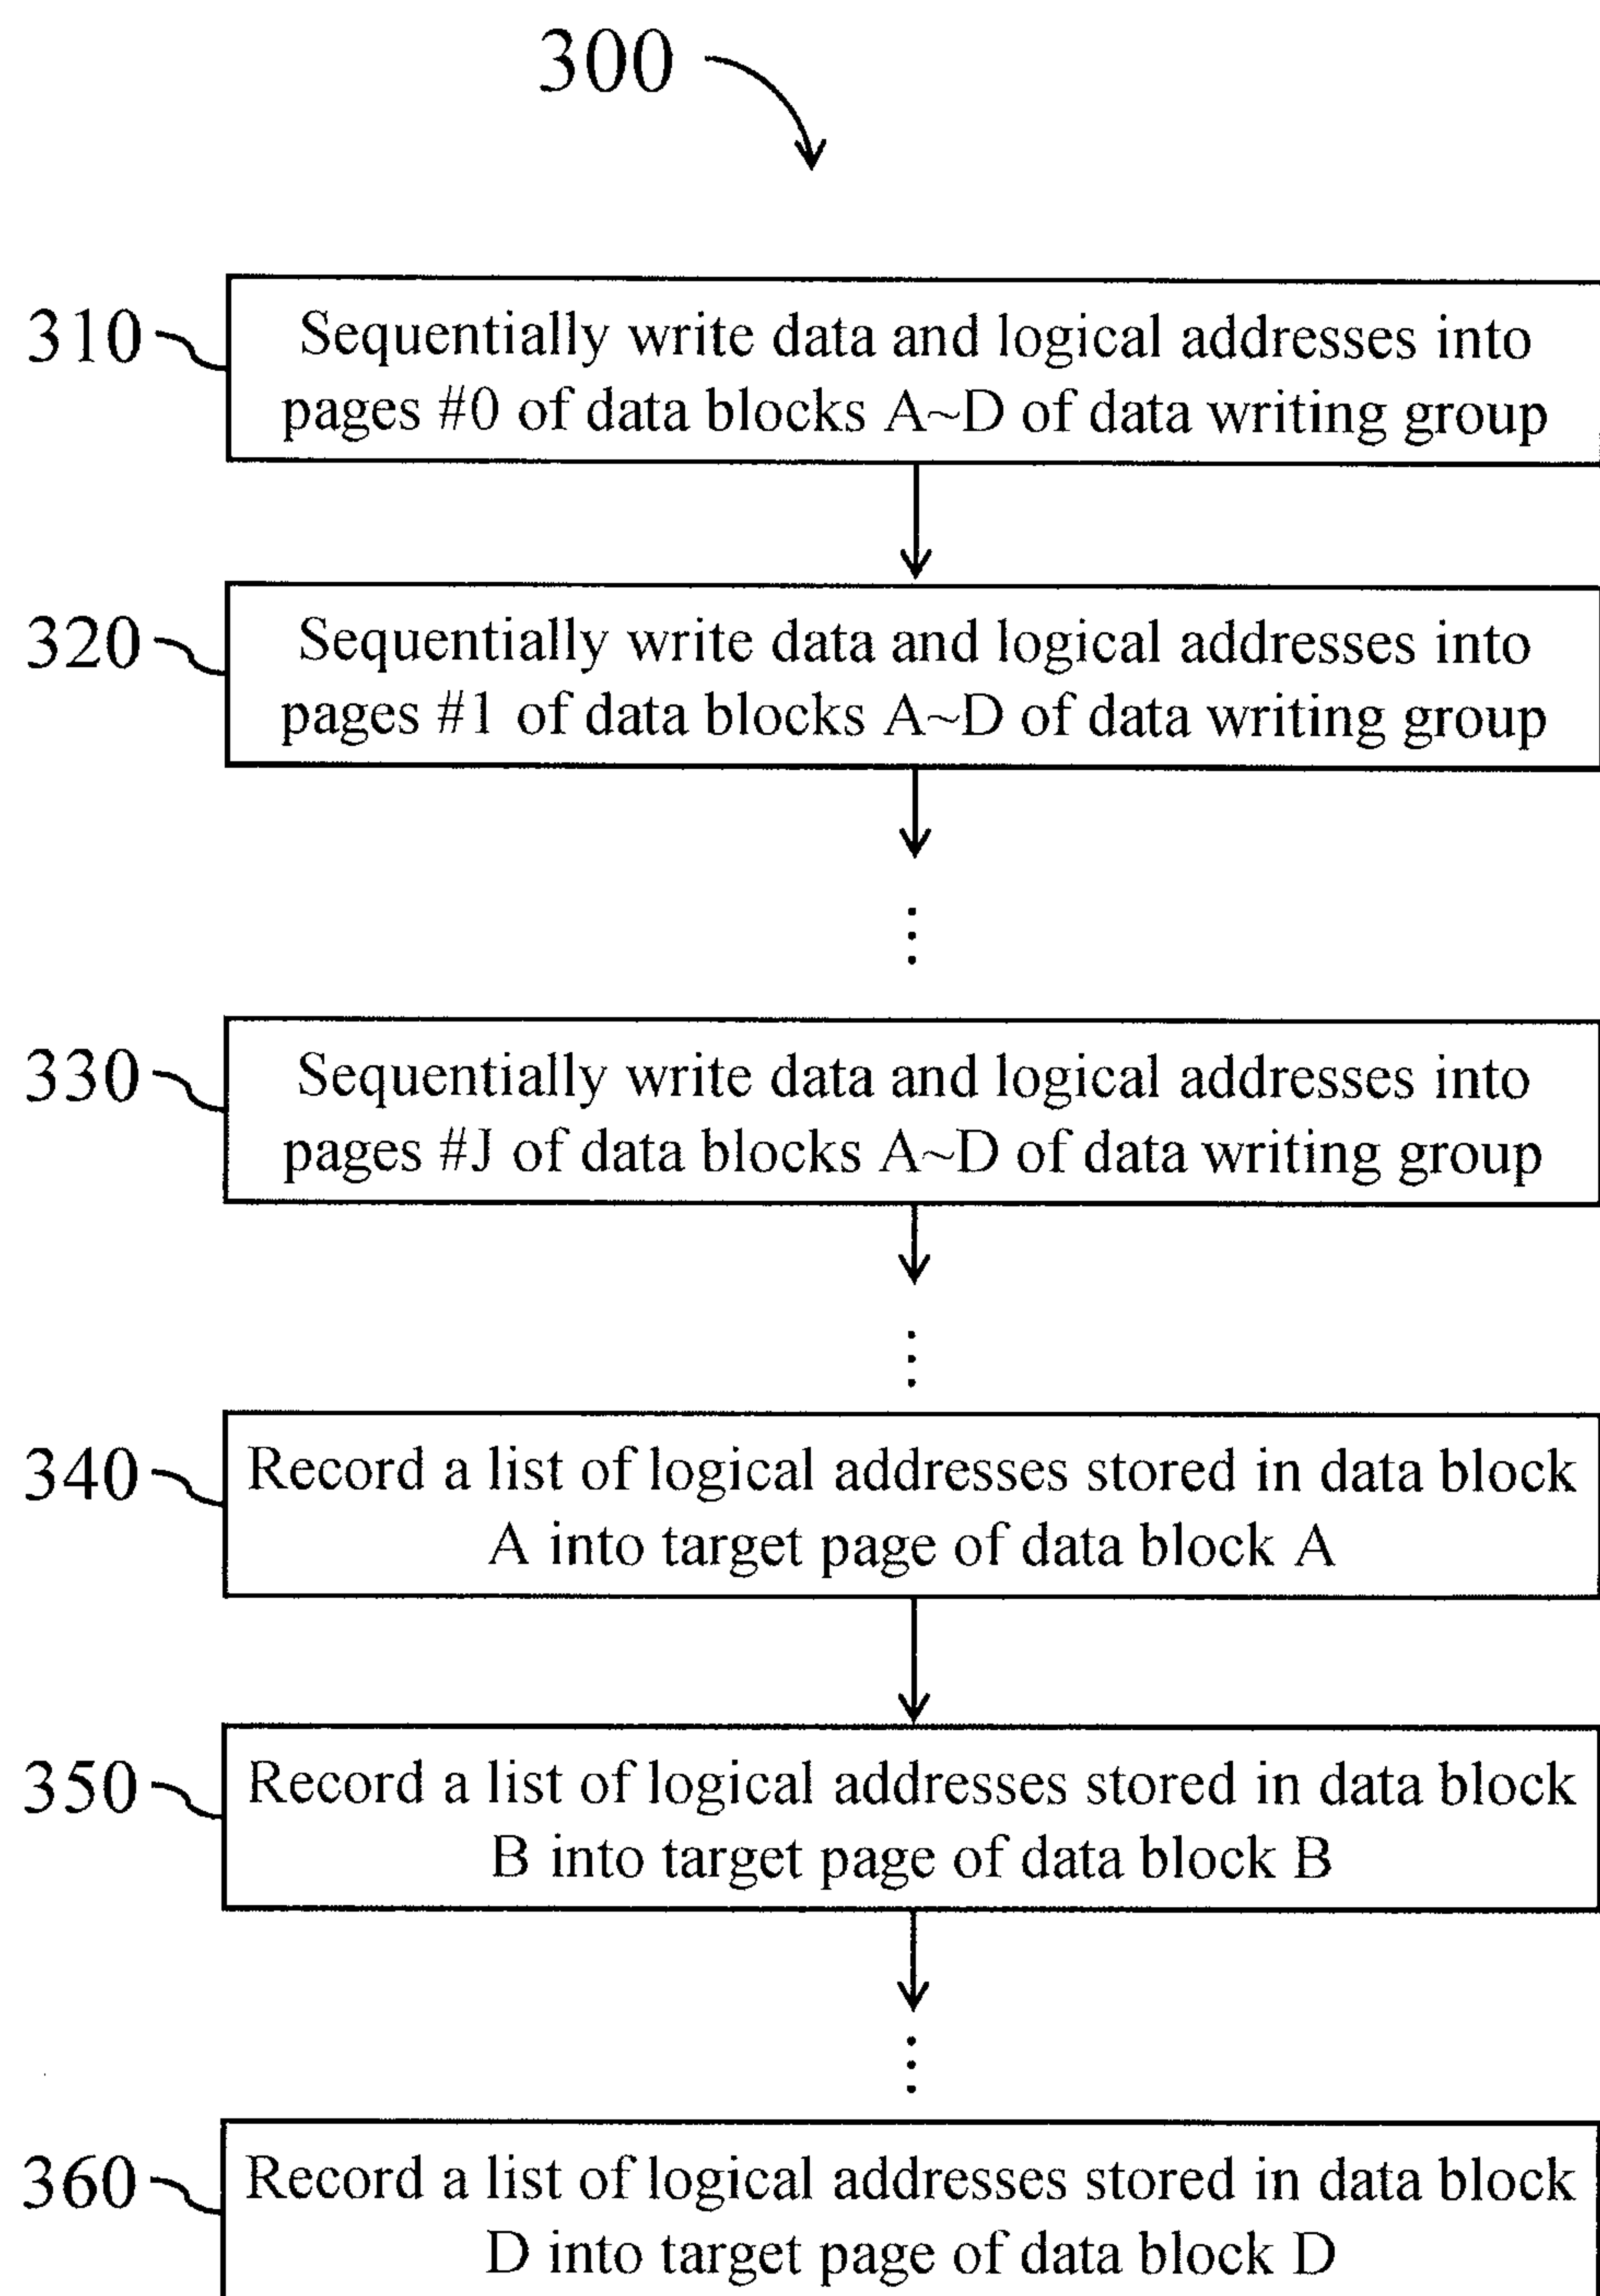 300
310
Sequentially write data and logical addresses into
pages #0 of data blocks A~D of data writing group
320
Sequentially write data and logical addresses into
pages #1 of data blocks A~D of data writing group
330
Sequentially write data and logical addresses into
pages #J of data blocks A~D of data writing group
340
Record a list of logical addresses stored in data block
A into target page of data block A
350
Record a list of logical addresses stored in data block
B into target page of data block B
360
Record a list of logical addresses stored in data block
D into target page of data block D